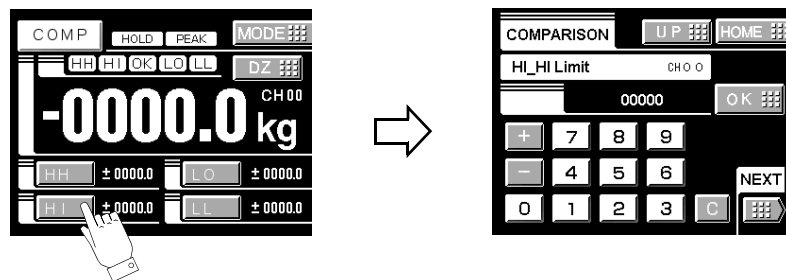 COMP HOLD PEAK MODE
HH HI OK LO LL DZ
-0000.0 CH00
kg
HH ±0000.0 LO ±0000.0
HI ±0000.0 LL ±0000.0
COMPARISON UP HOME
HI_HI Limit CH00
00000 OK
+ 7 8 9
- 4 5 6 NEXT
0 1 2 3 C